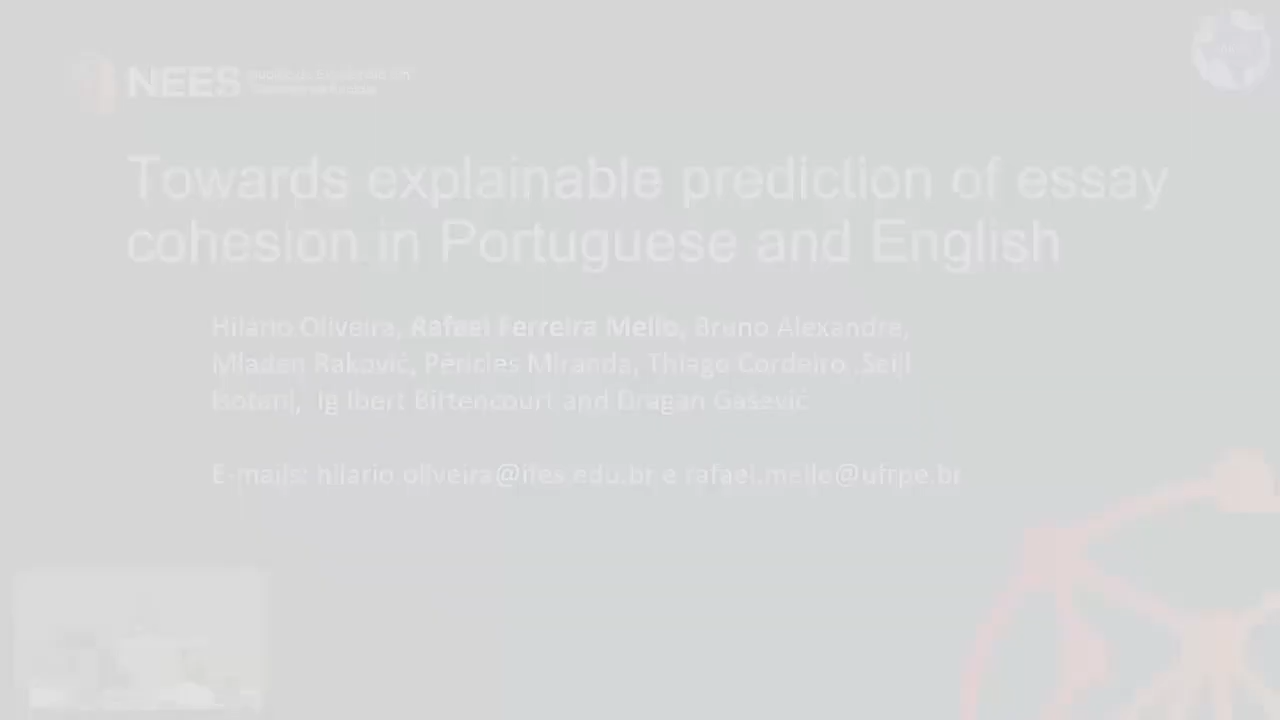 NEES
Towards explainable prediction of essay
cohesion in Portuguese and English
Hilário Oliveira, Rafael Ferreira Mello, Bruno Alexandre,
Mladen Raković, Péricles Miranda, Thiago Cordeiro, Seiji
Isotani, Ig Ibert Bittencourt and Dragan Gašević
E-mails: hilario.oliveira@ifes.edu.br e rafael.mello@ufrpe.br